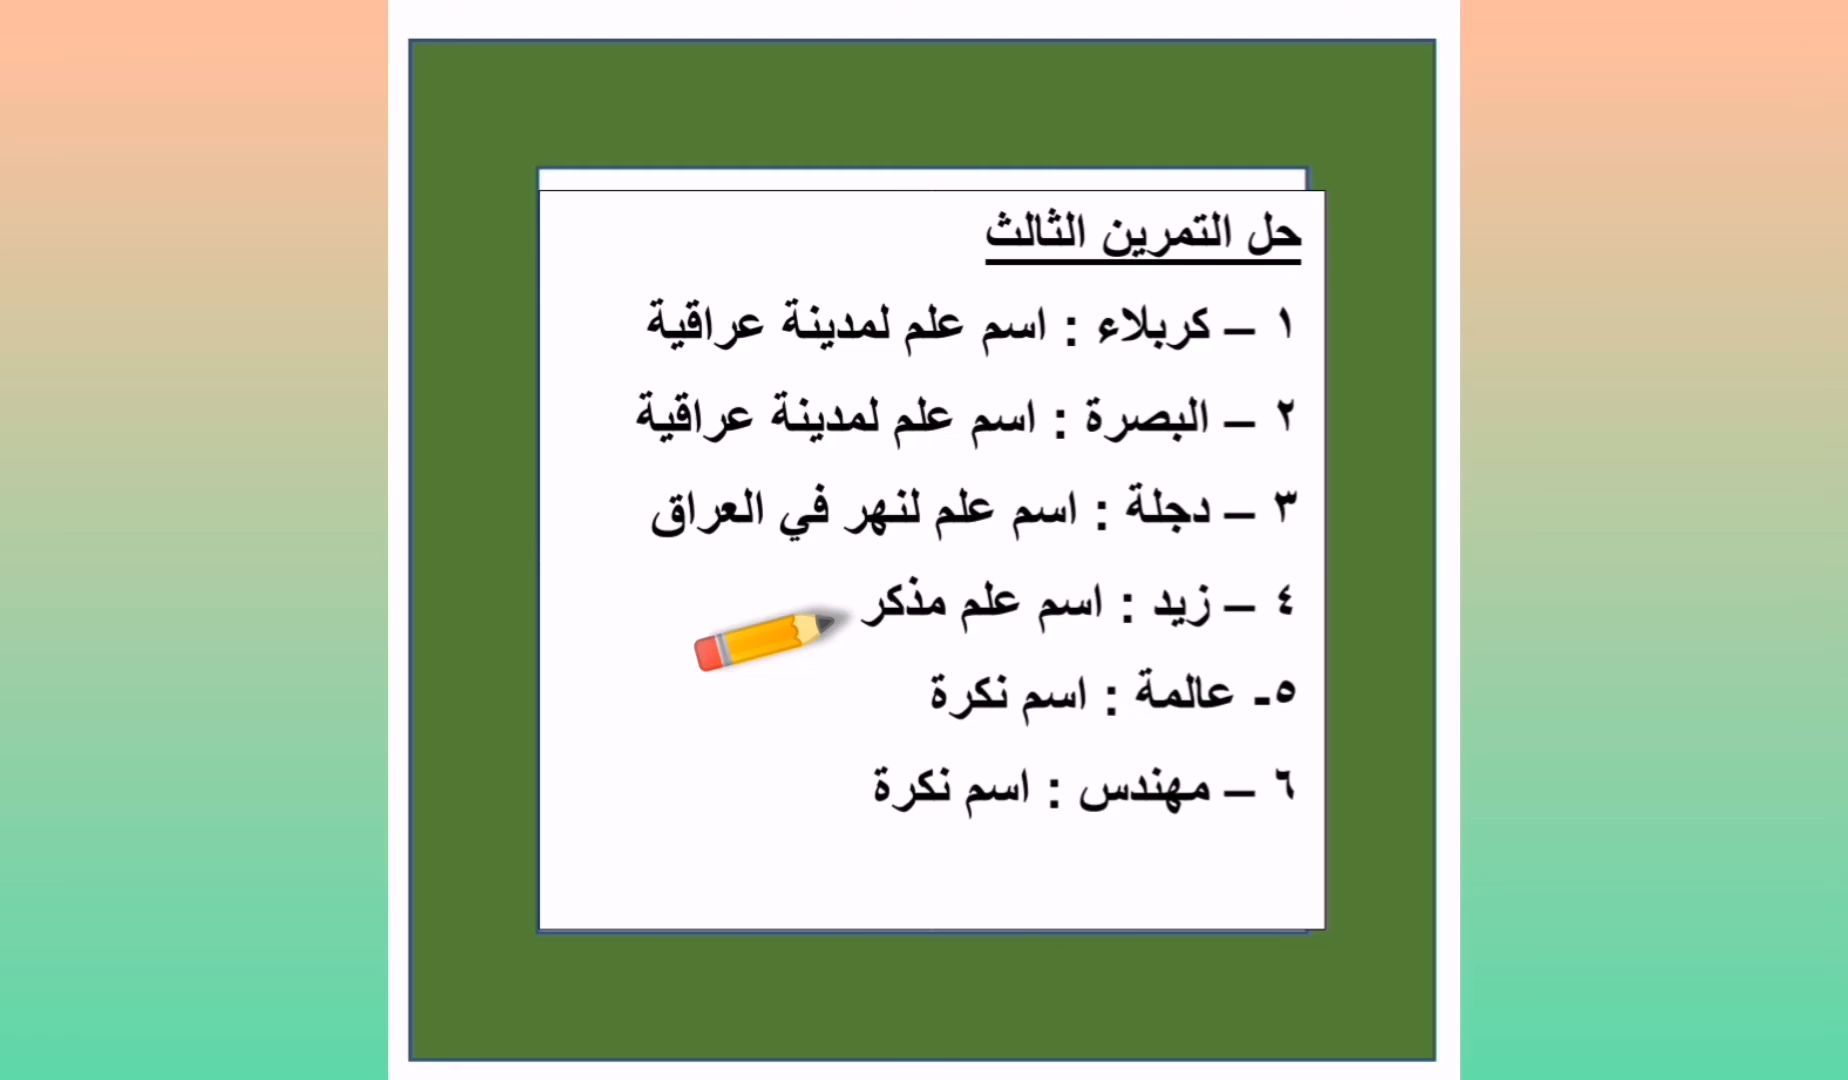 حل التمرين الثالث
١ – كربلاء : اسم علم لمدينة عراقية
٢ – البصرة : اسم علم لمدينة عراقية
٣ – دجلة : اسم علم لنهر في العراق
٤ – زيد : اسم علم مذكر
٥- عالمة : اسم نكرة
٦ – مهندس : اسم نكرة